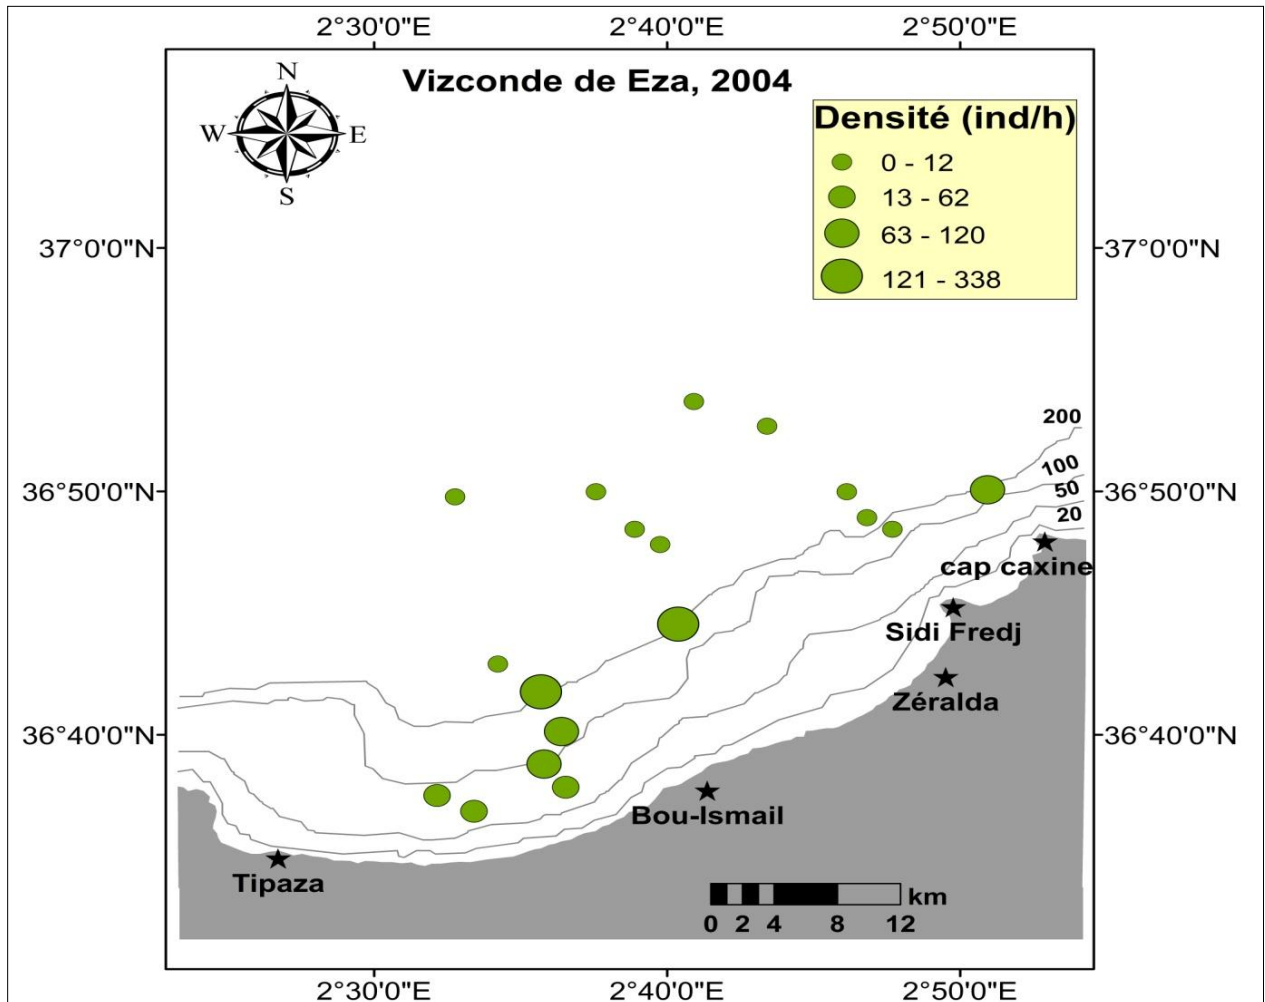 2°30'0"E 2°40'0"E 2°50'0"E
Vizconde de Eza, 2004
N
W E
S
Densité (ind/h)
0 - 12
13 - 62
63 - 120
121 - 338
37°0'0"N 37°0'0"N
200
100
50
20
36°50'0"N 36°50'0"N
cap caxine
Sidi Fredj
Zéralda
36°40'0"N 36°40'0"N
Bou-Ismail
Tipaza
km
0 2 4 8 12
2°30'0"E 2°40'0"E 2°50'0"E